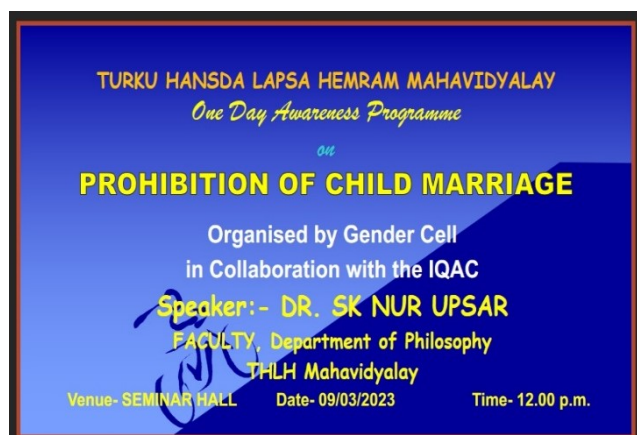 TURKU HANSDA LAPSA HEMRAM MAHAVIDYALAY
One Day Awareness Programme
on
PROHIBITION OF CHILD MARRIAGE
Organised by Gender Cell
in Collaboration with the IQAC
Speaker:- DR. SK NUR UPSAR
FACULTY, Department of Philosophy
THLH Mahavidyalay
Venue- SEMINAR HALL Date- 09/03/2023 Time- 12.00 p.m.